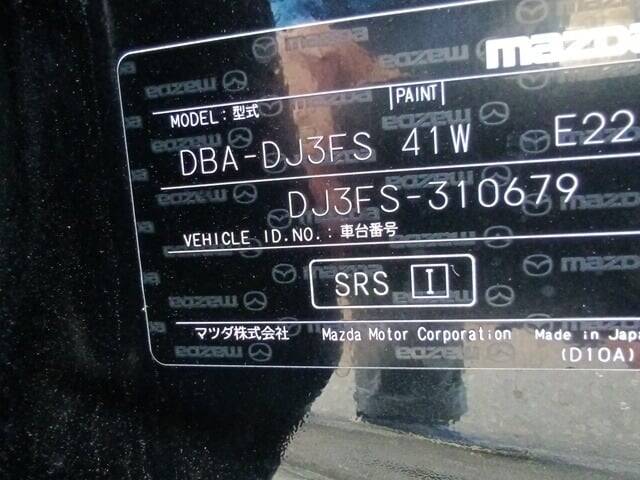 mazda
MODEL：型式 PAINT
DBA-DJ3FS 41W E22
DJ3FS-310679
VEHICLE ID.NO.：車台番号
SRS I
マツダ株式会社 Mazda Motor Corporation Made in Japa
(D10A)